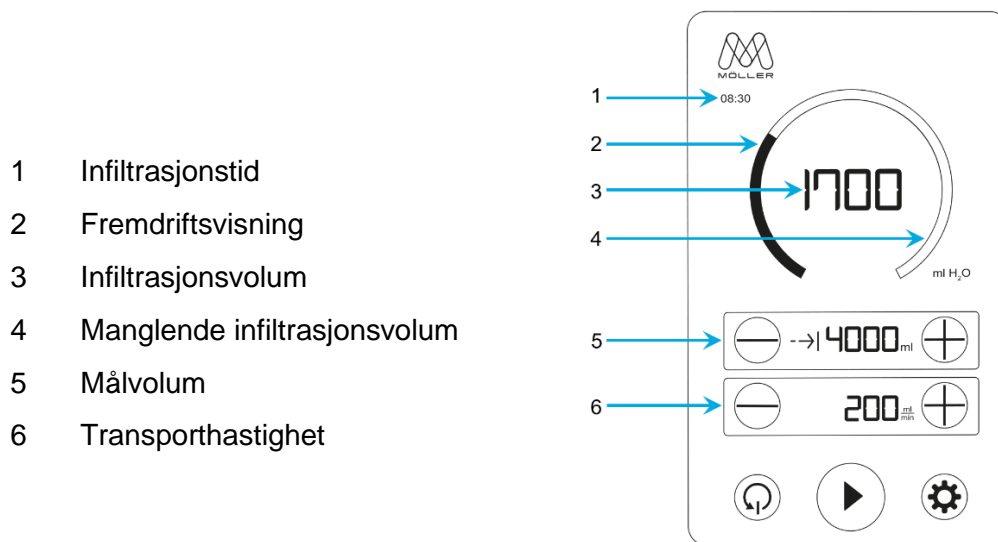 1 Infiltrasjonstid
2 Fremdriftsvisning
3 Infiltrasjonsvolum
4 Manglende infiltrasjonsvolum
5 Målvolum
6 Transporthastighet
MÖLLER
1 08:30
2
3 1700
4
ml H₂O
5 4000 ml
6 200 ml/min